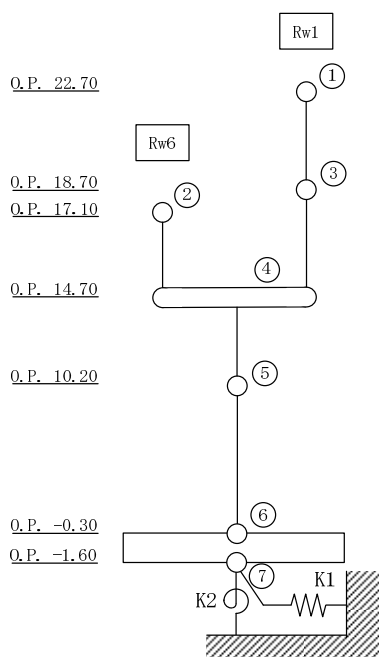 Rw1
①
O.P. 22.70
Rw6
③
O.P. 18.70
②
O.P. 17.10
④
O.P. 14.70
⑤
O.P. 10.20
⑥
O.P. -0.30
O.P. -1.60
⑦
K1
K2